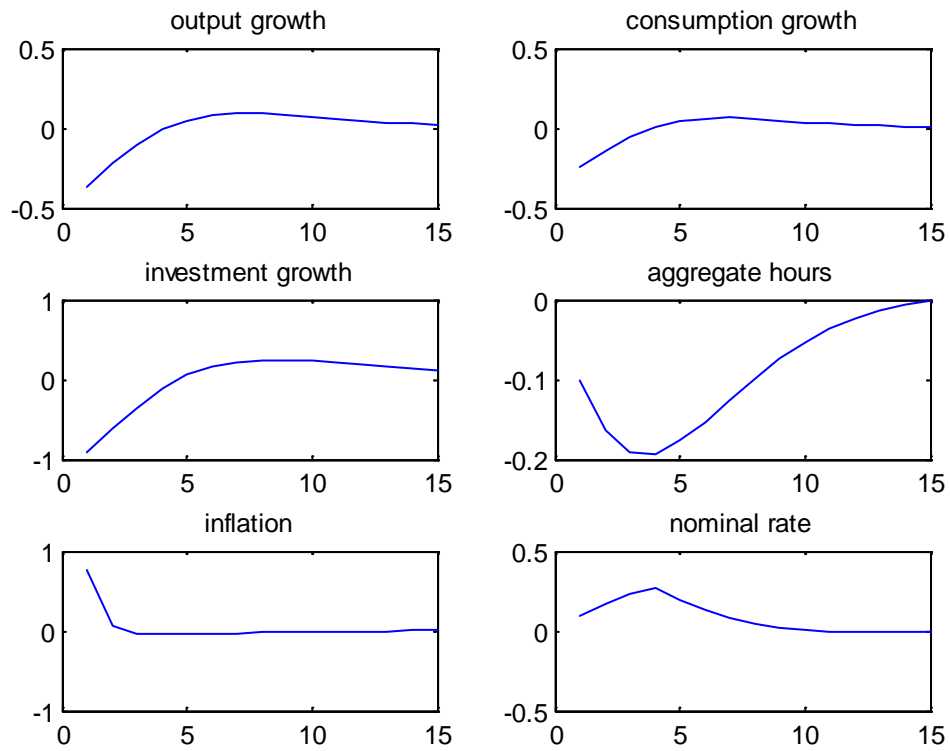 output growth
0.5
0
-0.5
0 5 10 15
consumption growth
0.5
0
-0.5
0 5 10 15
investment growth
1
0
-1
0 5 10 15
aggregate hours
0
-0.1
-0.2
0 5 10 15
inflation
1
0
-1
0 5 10 15
nominal rate
0.5
0
-0.5
0 5 10 15